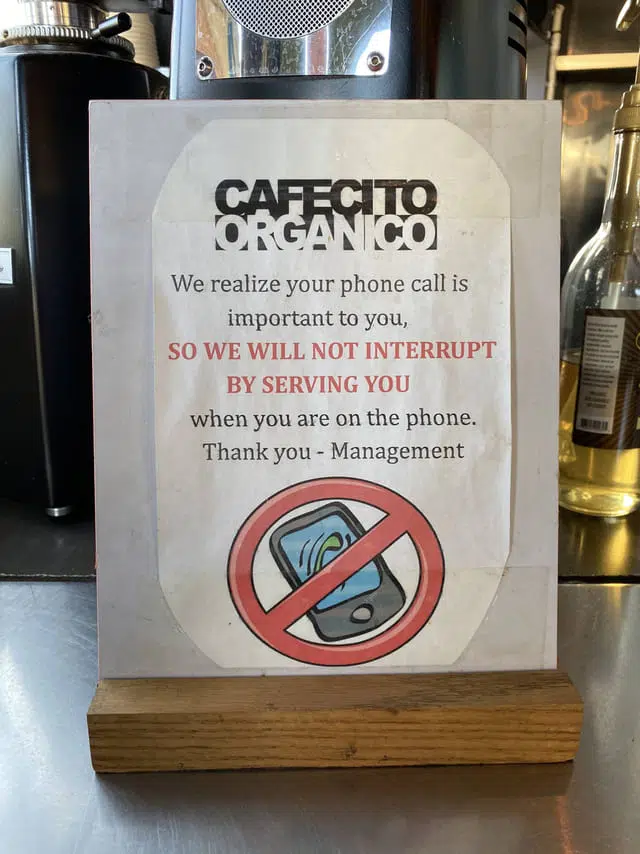 CAFECITO
ORGANICO
We realize your phone call is
important to you,
SO WE WILL NOT INTERRUPT
BY SERVING YOU
when you are on the phone.
Thank you - Management